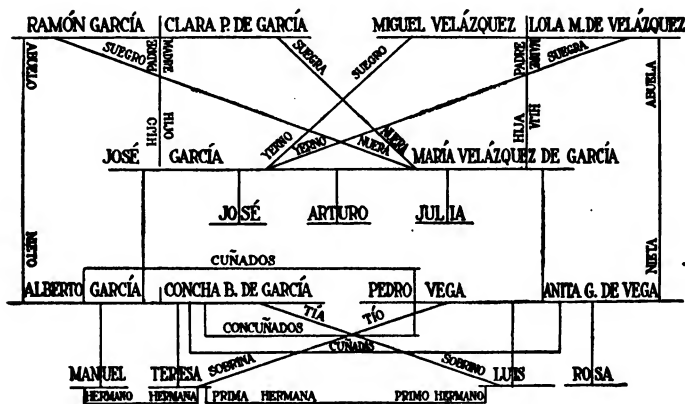 RAMÓN GARCÍA CLARA P. DE GARCÍA MIGUEL VELÁZQUEZ LOLA M. DE VELÁZQUEZ
ABUELO SUEGRO PADRE MADRE SUEGRA SUEGRO PADRE MADRE SUEGRA ABUELA
HIJO HIJO YERNO YERNO NUERA NUERA HIJA HIJA
JOSÉ GARCÍA MARÍA VELÁZQUEZ DE GARCÍA
JOSÉ ARTURO JULIA
NIETO CUÑADOS NIETA
ALBERTO GARCÍA CONCHA B. DE GARCÍA PEDRO VEGA ANITA G. DE VEGA
TÍA TÍO
CONCUÑADOS
CUÑADAS
SOBRINA SOBRINO
MANUEL TERESA LUIS ROSA
HERMANO HERMANA PRIMA HERMANA PRIMO HERMANO